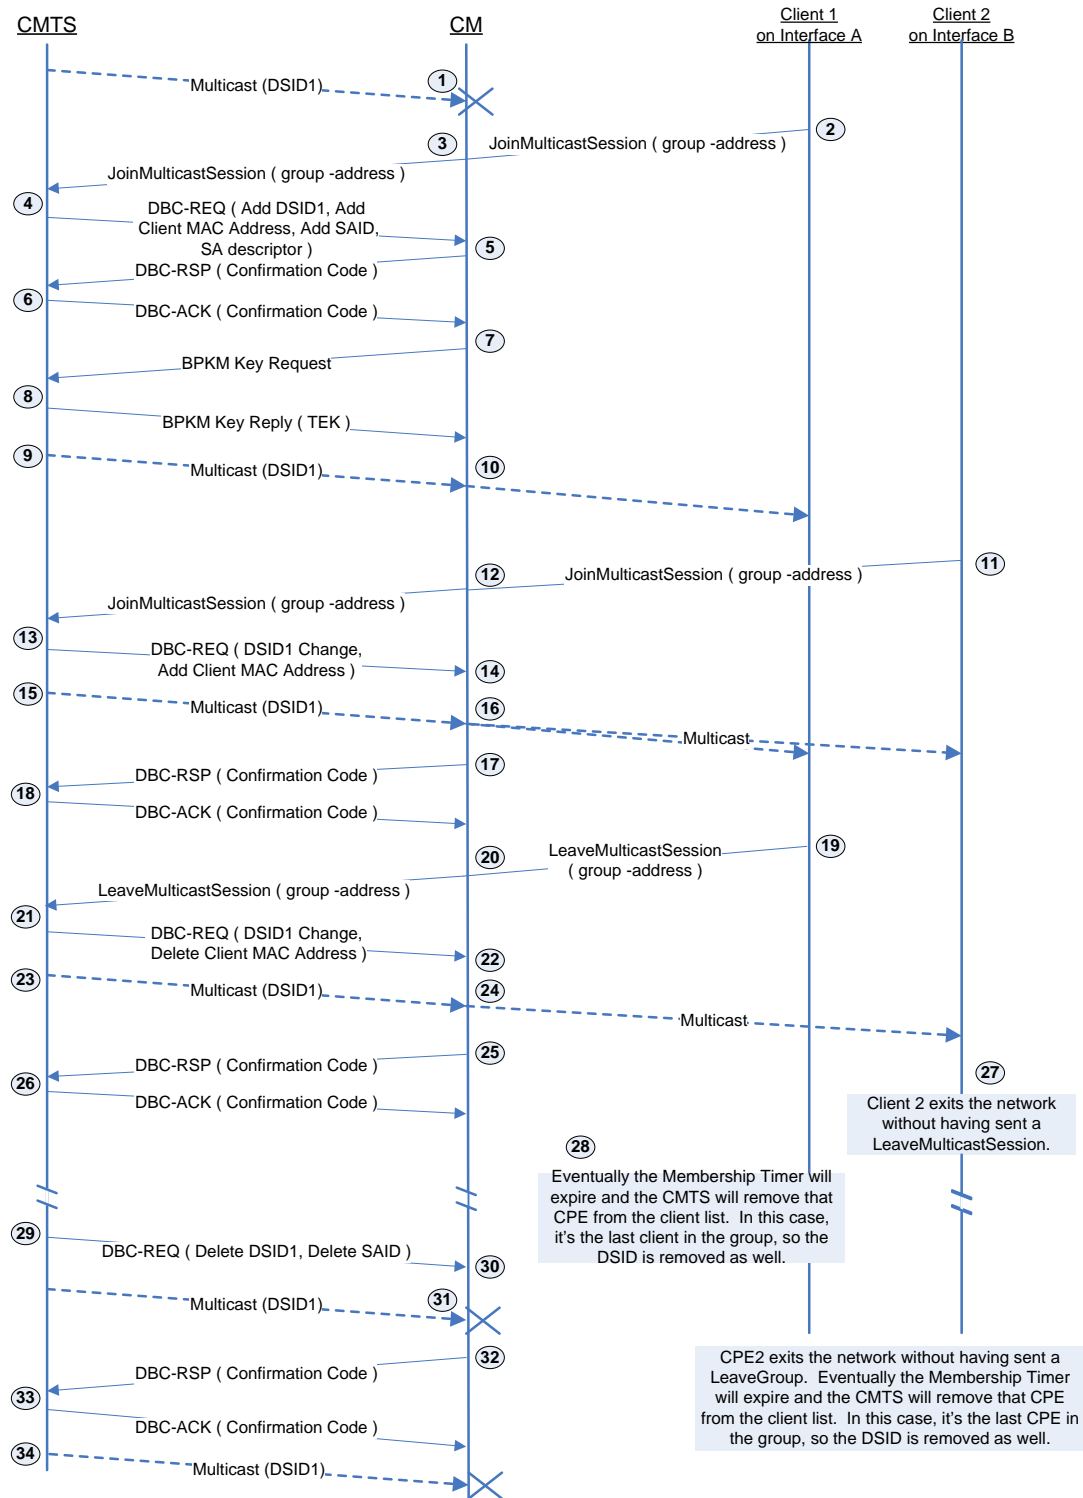 CMTS
CM
Client 1
on Interface A
Client 2
on Interface B
1
Multicast (DSID1)
2
3
JoinMulticastSession ( group -address )
JoinMulticastSession ( group -address )
4
DBC-REQ ( Add DSID1, Add
Client MAC Address, Add SAID,
SA descriptor )
5
DBC-RSP ( Confirmation Code )
6
DBC-ACK ( Confirmation Code )
7
BPKM Key Request
8
BPKM Key Reply ( TEK )
9
Multicast (DSID1)
10
11
12
JoinMulticastSession ( group -address )
JoinMulticastSession ( group -address )
13
DBC-REQ ( DSID1 Change,
Add Client MAC Address )
14
15
Multicast (DSID1)
16
Multicast
17
DBC-RSP ( Confirmation Code )
18
DBC-ACK ( Confirmation Code )
19
20
LeaveMulticastSession
( group -address )
LeaveMulticastSession ( group -address )
21
DBC-REQ ( DSID1 Change,
Delete Client MAC Address )
22
23
Multicast (DSID1)
24
Multicast
25
DBC-RSP ( Confirmation Code )
26
DBC-ACK ( Confirmation Code )
27
Client 2 exits the network
without having sent a
LeaveMulticastSession.
28
Eventually the Membership Timer will
expire and the CMTS will remove that
CPE from the client list. In this case,
it's the last client in the group, so the
DSID is removed as well.
29
DBC-REQ ( Delete DSID1, Delete SAID )
30
31
Multicast (DSID1)
32
DBC-RSP ( Confirmation Code )
33
DBC-ACK ( Confirmation Code )
CPE2 exits the network without having sent a
LeaveGroup. Eventually the Membership Timer
will expire and the CMTS will remove that CPE
from the client list. In this case, it's the last CPE in
the group, so the DSID is removed as well.
34
Multicast (DSID1)